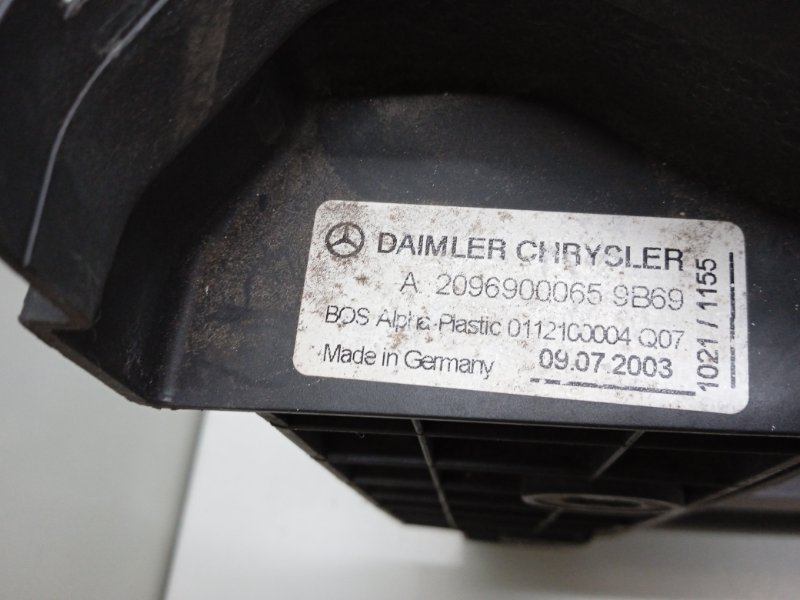 DAIMLER CHRYSLER
A 2096900065 9B69
BOS Alpha-Plastic 0112100004 Q07
Made in Germany 09.07.2003
1021 / 1155